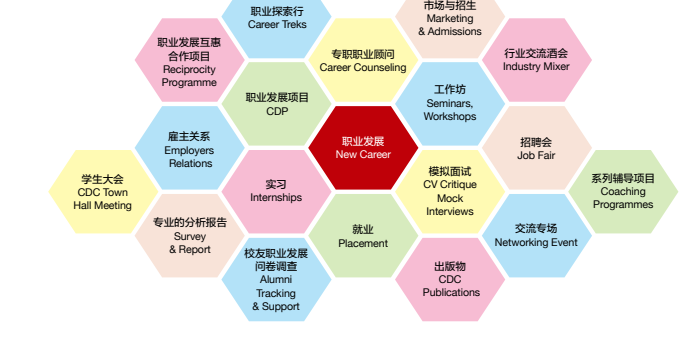 职业探索行
Career Treks
市场与招生
Marketing
& Admissions
职业发展互惠
合作项目
Reciprocity
Programme
专职职业顾问
Career Counseling
行业交流酒会
Industry Mixer
职业发展项目
CDP
工作坊
Seminars,
Workshops
雇主关系
Employers
Relations
职业发展
New Career
招聘会
Job Fair
学生大会
CDC Town
Hall Meeting
实习
Internships
模拟面试
CV Critique
Mock
Interviews
系列辅导项目
Coaching
Programmes
专业的分析报告
Survey
& Report
就业
Placement
交流专场
Networking Event
校友职业发展
问卷调查
Alumni
Tracking
& Support
出版物
CDC
Publications